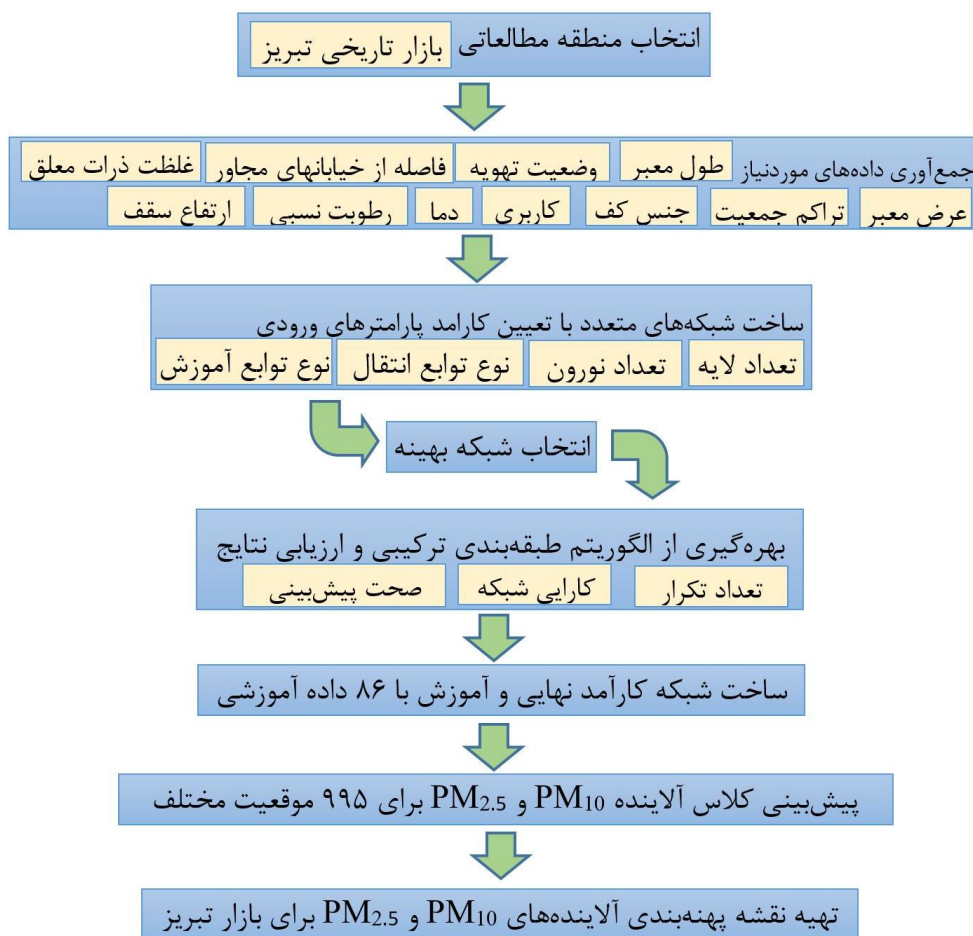 انتخاب منطقه مطالعاتی بازار تاریخی تبریز
جمع‌آوری داده‌های موردنیاز طول معبر وضعیت تهویه فاصله از خیابانهای مجاور غلظت ذرات معلق
عرض معبر تراکم جمعیت جنس کف کاربری دما رطوبت نسبی ارتفاع سقف
ساخت شبکه‌های متعدد با تعیین کارامد پارامترهای ورودی
تعداد لایه تعداد نورون نوع توابع انتقال نوع توابع آموزش
انتخاب شبکه بهینه
بهره‌گیری از الگوریتم طبقه‌بندی ترکیبی و ارزیابی نتایج
تعداد تکرار کارایی شبکه صحت پیش‌بینی
ساخت شبکه کارآمد نهایی و آموزش با ۸۶ داده آموزشی
پیش‌بینی کلاس آلاینده PM10 و PM2.5 برای ۹۹۵ موقعیت مختلف
تهیه نقشه پهنه‌بندی آلاینده‌های PM10 و PM2.5 برای بازار تبریز